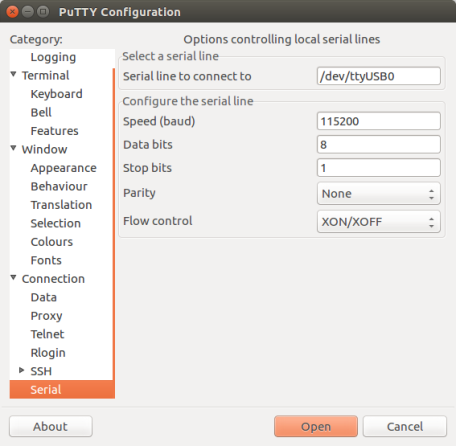 PuTTY Configuration
Category:
Options controlling local serial lines
Logging
Terminal
Keyboard
Bell
Features
Window
Appearance
Behaviour
Translation
Selection
Colours
Fonts
Connection
Data
Proxy
Telnet
Rlogin
SSH
Serial
Select a serial line
Serial line to connect to /dev/ttyUSB0
Configure the serial line
Speed (baud) 115200
Data bits 8
Stop bits 1
Parity None
Flow control XON/XOFF
About
Open
Cancel